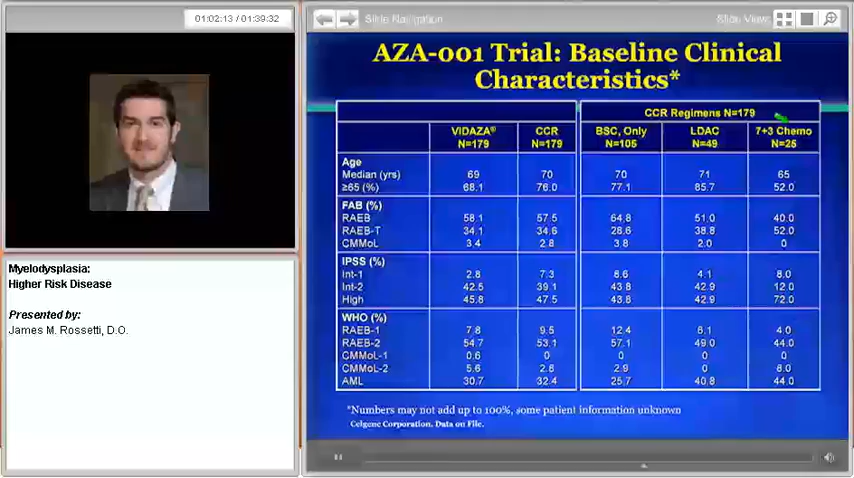 01:02:13 / 01:39:32
Slide Navigation
Slide View:
Myelodysplasia:
Higher Risk Disease
Presented by:
James M. Rossetti, D.O.
AZA-001 Trial: Baseline Clinical
Characteristics*
CCR Regimens N=179
VIDAZA® CCR BSC, Only LDAC 7+3 Chemo
N=179 N=179 N=105 N=49 N=25
Age
Median (yrs) 69 70 70 71 65
≥65 (%) 68.1 76.0 77.1 85.7 52.0
FAB (%)
RAEB 58.1 57.5 64.8 51.0 40.0
RAEB-T 34.1 34.6 28.6 38.8 52.0
CMMoL 3.4 2.8 3.8 2.0 0
IPSS (%)
Int-1 2.8 7.3 8.6 4.1 8.0
Int-2 42.5 39.1 43.8 42.9 12.0
High 45.8 47.5 43.8 42.9 72.0
WHO (%)
RAEB-1 7.8 9.5 12.4 6.1 4.0
RAEB-2 54.7 53.1 57.1 49.0 44.0
CMMoL-1 0.6 0 0 0 0
CMMoL-2 5.6 2.8 2.9 0 8.0
AML 30.7 32.4 25.7 40.8 44.0
*Numbers may not add up to 100%, some patient information unknown
Celgene Corporation. Data on File.